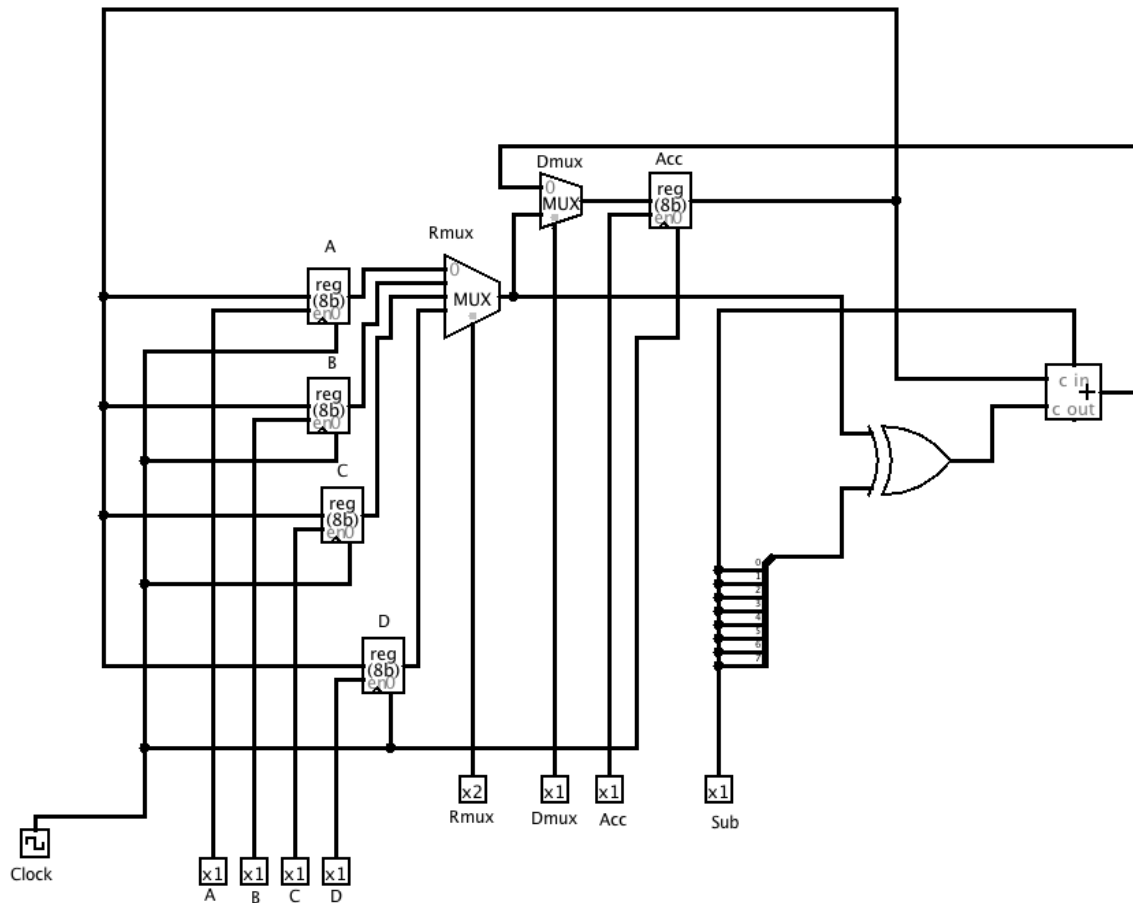 Dmux
Acc
0
MUX
reg
(8b)
en0
Rmux
0
MUX
A
reg
(8b)
en0
B
reg
(8b)
en0
c in
+
c out
C
reg
(8b)
en0
0
1
2
3
4
5
6
7
D
reg
(8b)
en0
x2
x1
x1
x1
Rmux
Dmux
Acc
Sub
Clock
x1
x1
x1
x1
A
B
C
D